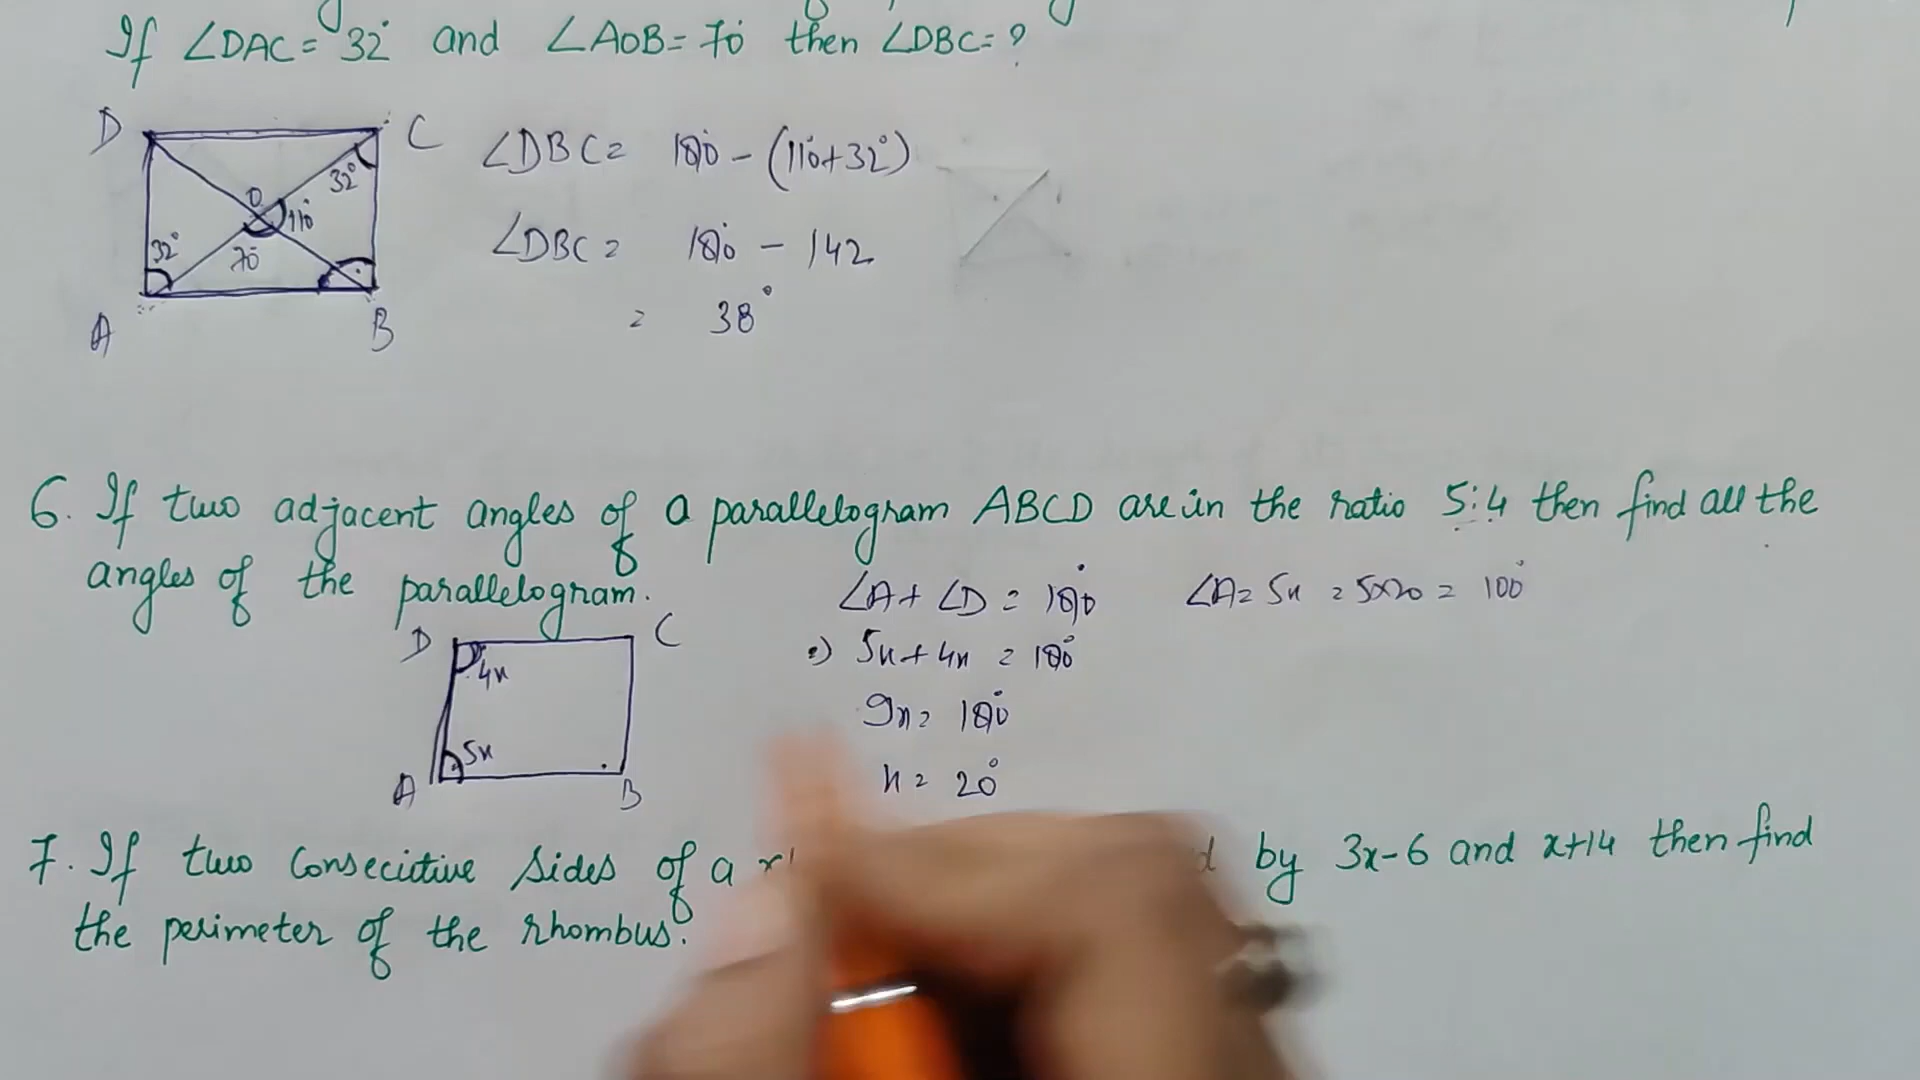 If ∠DAC= 32° and ∠AOB= 70° then ∠DBC= ?
D C
32°
O
110°
32°
70°
A B
∠DBC = 180° - (110°+32°)
∠DBC = 180° - 142
= 38°
6. If two adjacent angles of a parallelogram ABCD are in the ratio 5:4 then find all the
angles of the parallelogram.
D C
4x
5x
A B
∠A + ∠D = 180°
5x + 4x = 180°
9x = 180°
x = 20°
∠A = 5x = 5×20 = 100°
7. If two Consecutive sides of a by 3x-6 and x+14 then find
the perimeter of the rhombus.